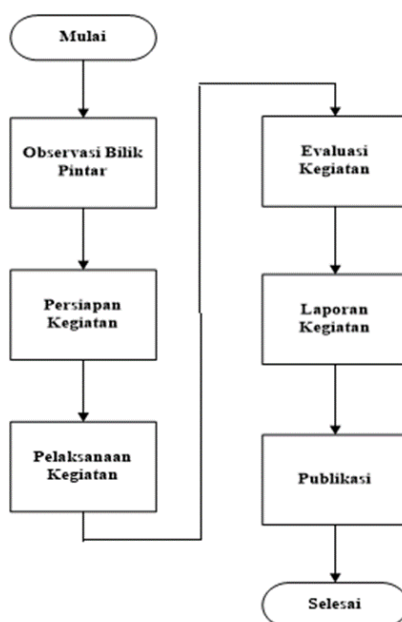 Mulai
Observasi Bilik
Pintar
Persiapan
Kegiatan
Pelaksanaan
Kegiatan
Evaluasi
Kegiatan
Laporan
Kegiatan
Publikasi
Selesai